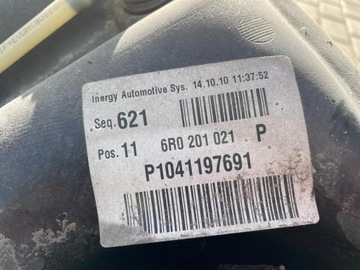 Inergy Automotive Sys. 14.10.10 11:37:52
Seq. 621
Pos. 11 6R0 201 021 P
P1041197691